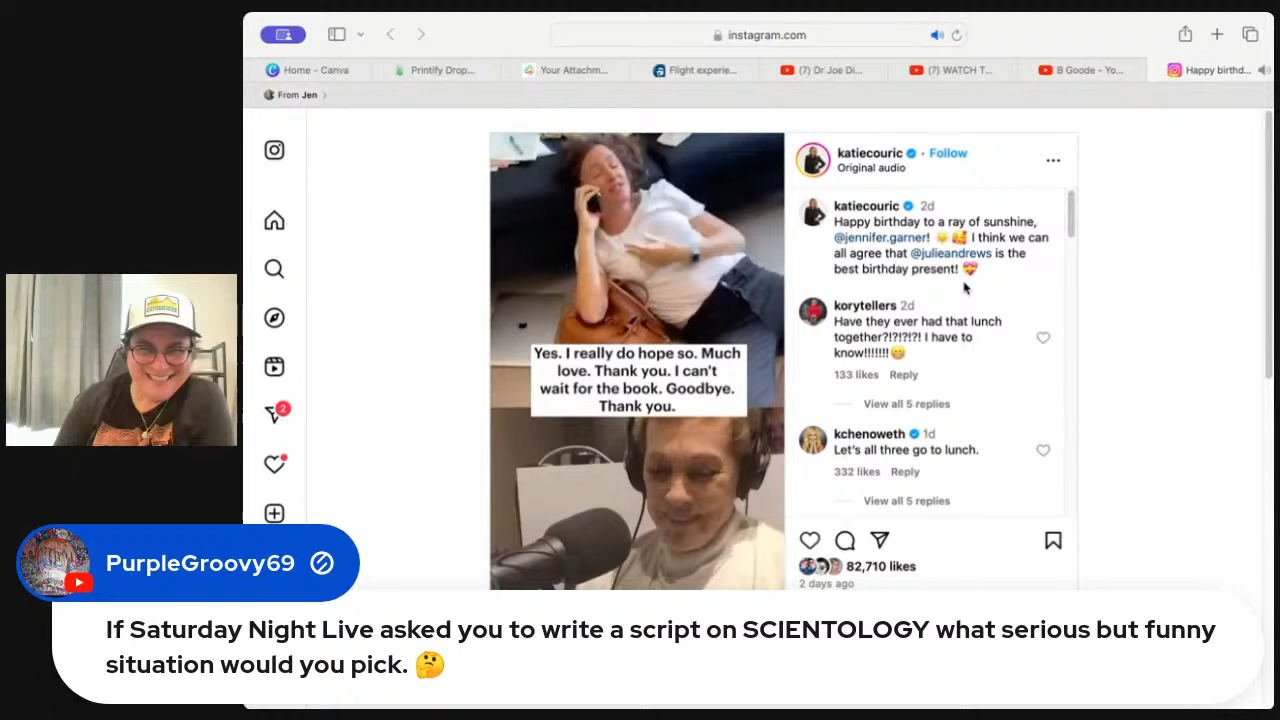 instagram.com
Home - Canva
Printify Drop...
Your Attachm...
Flight experie...
(7) Dr Joe Di...
(7) WATCH T...
B Goode - Yo...
Happy birthd...
From Jen
katiecouric • Follow
Original audio
katiecouric 2d
Happy birthday to a ray of sunshine,
@jennifer.garner! ☀️🥰 I think we can
all agree that @julieandrews is the
best birthday present! 💝
korytellers 2d
Have they ever had that lunch
together?!?!?!?! I have to
know!!!!!!!😄
133 likes Reply
View all 5 replies
kchenoweth 1d
Let's all three go to lunch.
332 likes Reply
View all 5 replies
82,710 likes
2 days ago
Yes. I really do hope so. Much
love. Thank you. I can't
wait for the book. Goodbye.
Thank you.
2
PurpleGroovy69
If Saturday Night Live asked you to write a script on SCIENTOLOGY what serious but funny
situation would you pick. 🤔